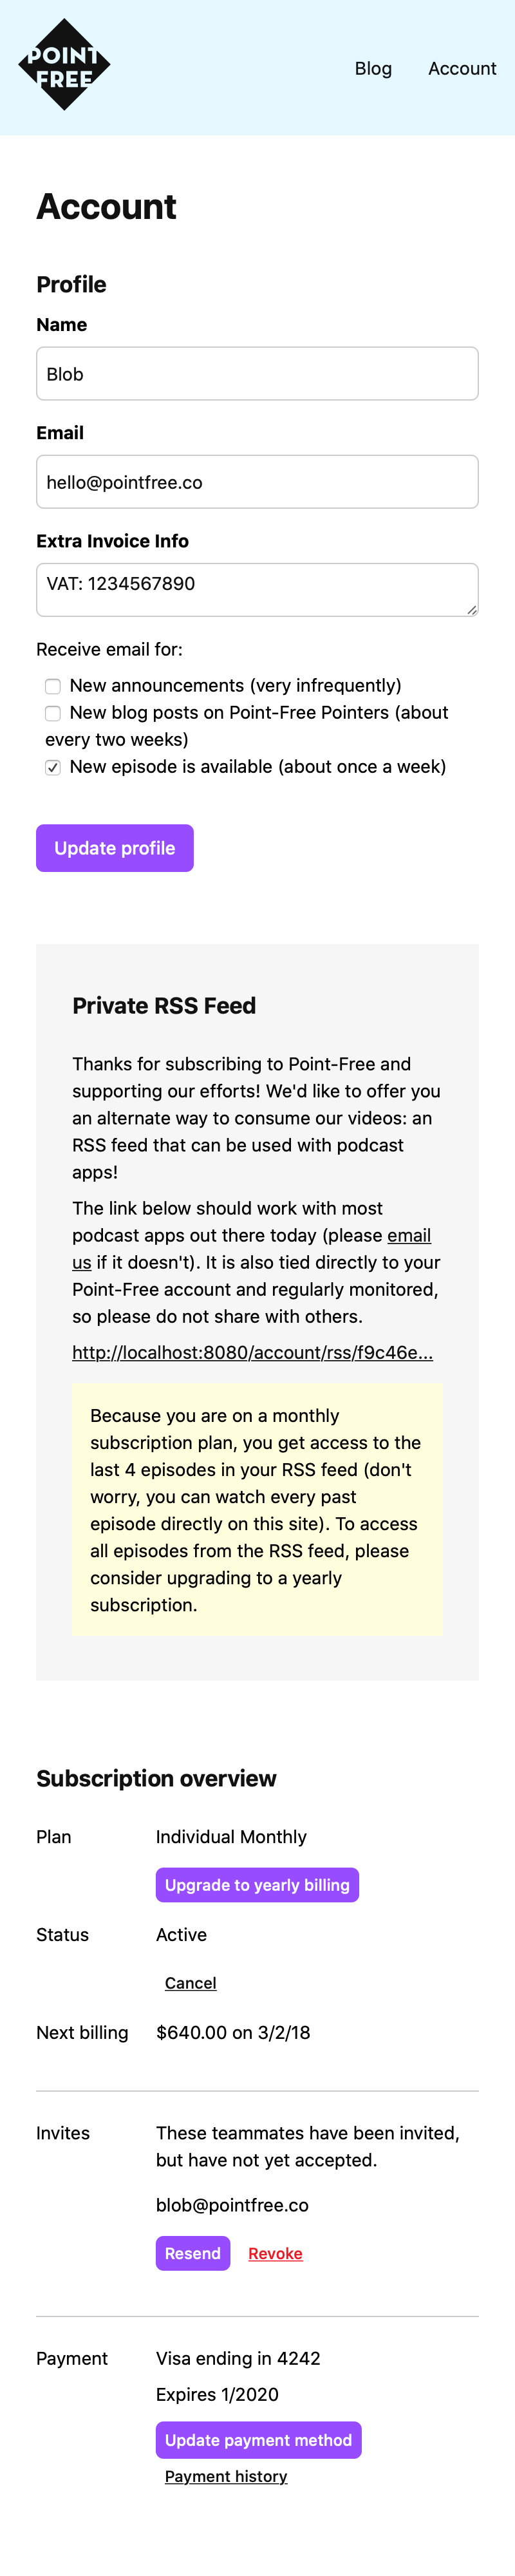 POINT
FREE
Blog
Account
Account
Profile
Name
Blob
Email
hello@pointfree.co
Extra Invoice Info
VAT: 1234567890
Receive email for:
New announcements (very infrequently)
New blog posts on Point-Free Pointers (about
every two weeks)
New episode is available (about once a week)
Update profile
Private RSS Feed
Thanks for subscribing to Point-Free and
supporting our efforts! We'd like to offer you
an alternate way to consume our videos: an
RSS feed that can be used with podcast
apps!
The link below should work with most
podcast apps out there today (please email
us if it doesn't). It is also tied directly to your
Point-Free account and regularly monitored,
so please do not share with others.
http://localhost:8080/account/rss/f9c46e...
Because you are on a monthly
subscription plan, you get access to the
last 4 episodes in your RSS feed (don't
worry, you can watch every past
episode directly on this site). To access
all episodes from the RSS feed, please
consider upgrading to a yearly
subscription.
Subscription overview
Plan
Individual Monthly
Upgrade to yearly billing
Status
Active
Cancel
Next billing
$640.00 on 3/2/18
Invites
These teammates have been invited,
but have not yet accepted.
blob@pointfree.co
Resend
Revoke
Payment
Visa ending in 4242
Expires 1/2020
Update payment method
Payment history